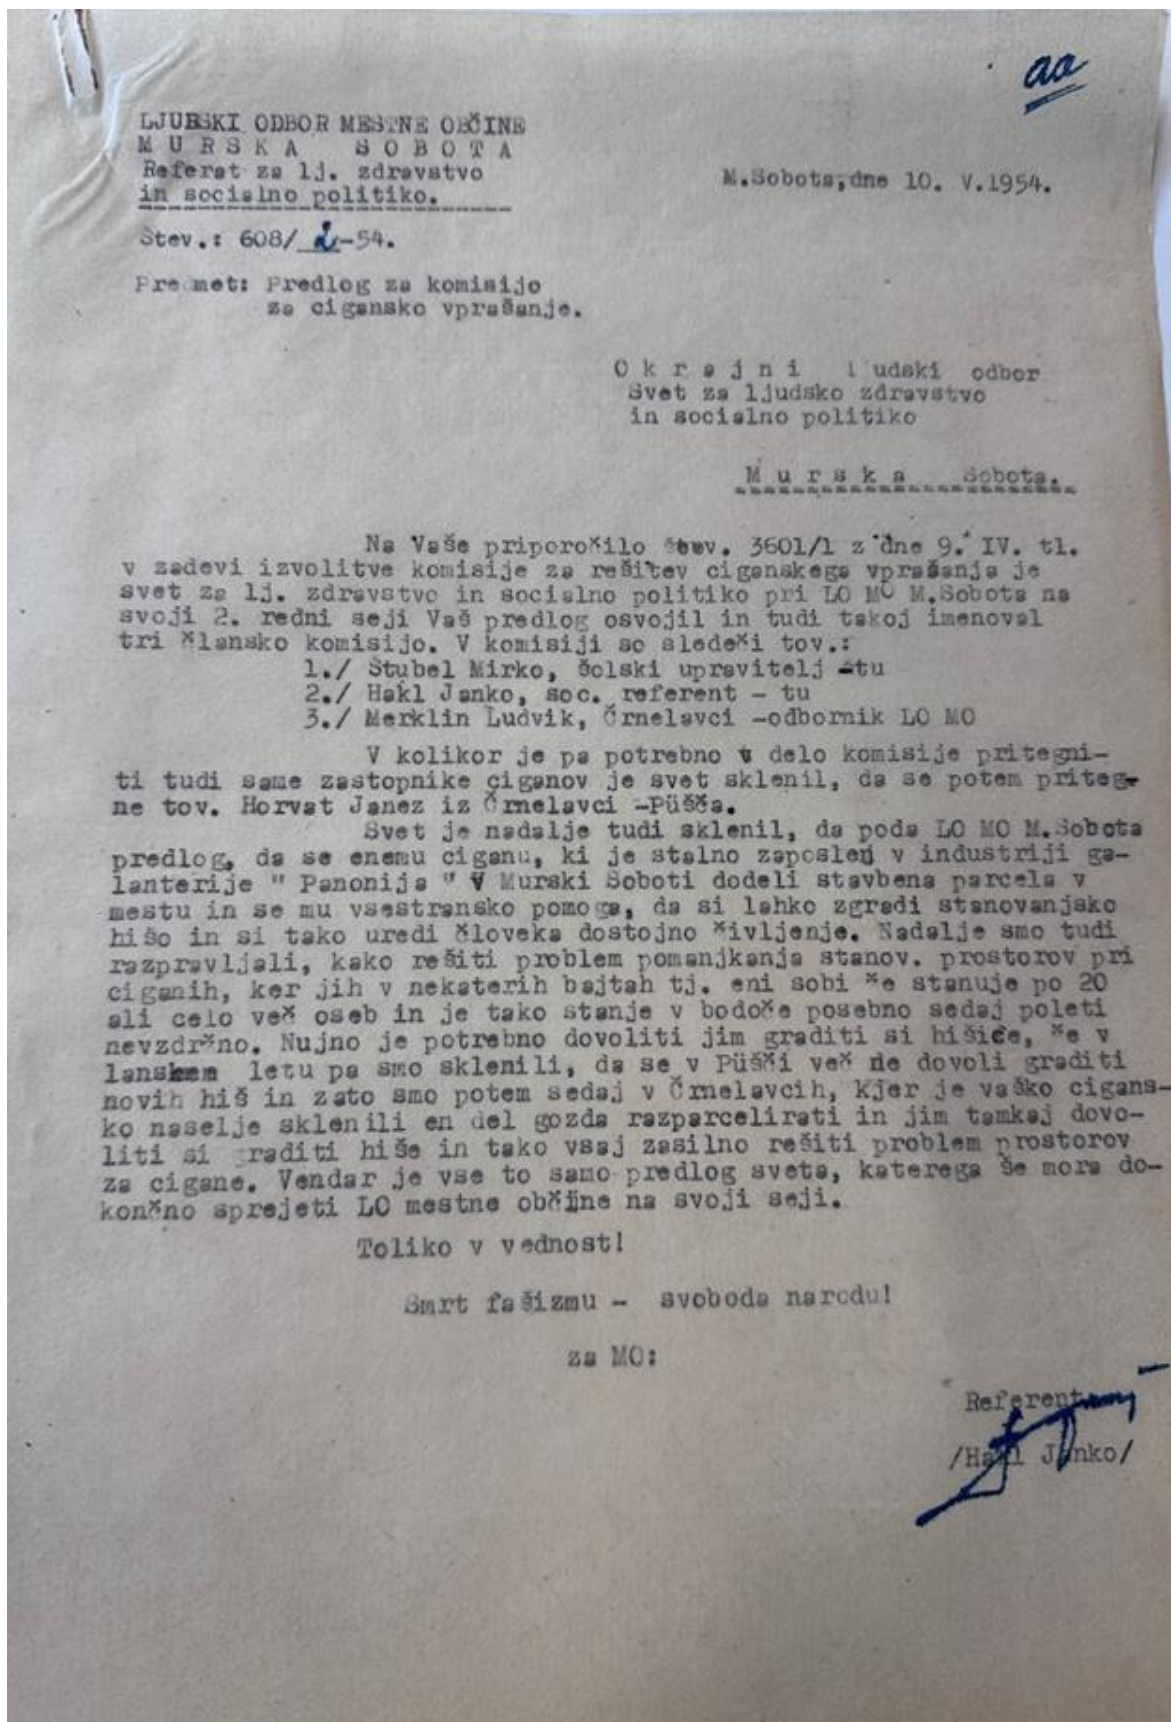 aa
LJUDSKI ODBOR MESTNE OBČINE
M U R S K A   S O B O T A
Referat za lj. zdravstvo
in socialno politiko.
M.Sobota,dne 10. V.1954.
Štev.: 608/ 2-54.
Predmet: Predlog za komisijo
za cigansko vprašanje.
O k r a j n i   ljudski odbor
Svet za ljudsko zdravstvo
in socialno politiko
M u r s k a   Sobota.
Na Vaše priporočilo štev. 3601/1 z dne 9. IV. tl.
v zadevi izvolitve komisije za rešitev ciganskega vprašanja je
svet za lj. zdravstvo in socialno politiko pri LO MO M.Sobota na
svoji 2. redni seji Vaš predlog osvojil in tudi takoj imenoval
tri člansko komisijo. V komisiji so sledeči tov.:
1./ Štubel Mirko, šolski upravitelj -tu
2./ Hakl Janko, soc. referent - tu
3./ Merklin Ludvik, Črnelavci -odbornik LO MO
V kolikor je pa potrebno v delo komisije pritegni-
ti tudi same zastopnike ciganov je svet sklenil, da se potem priteg-
ne tov. Horvat Janez iz Črnelavci -Püšča.
Svet je nadalje tudi sklenil, da poda LO MO M.Sobota
predlog, da se enemu ciganu, ki je stalno zaposlen v industriji ga-
lanterije " Panonija " V Murski Soboti dodeli stavbena parcela v
mestu in se mu vsestransko pomoga, da si lahko zgradi stanovanjsko
hišo in si tako uredi človeka dostojno življenje. Nadalje smo tudi
razpravljali, kako rešiti problem pomanjkanja stanov. prostorov pri
ciganih, ker jih v nekaterih bajtah tj. eni sobi že stanuje po 20
ali celo več oseb in je tako stanje v bodoče posebno sedaj poleti
nevzdržno. Nujno je potrebno dovoliti jim graditi si hišice, že v
lanskem letu pa smo sklenili, da se v Püšči več ne dovoli graditi
novih hiš in zato smo potem sedaj v Črnelavcih, kjer je vaško cigans-
ko naselje sklenili en del gozda razparcelirati in jim tamkaj dovo-
liti si graditi hiše in tako vsaj zasilno rešiti problem prostorov
za cigane. Vendar je vse to samo predlog sveta, katerega še mora do-
končno sprejeti LO mestne občine na svoji seji.
Toliko v vednost!
Smrt fašizmu - svoboda narodu!
za MO:
Referent
/Hakl Janko/